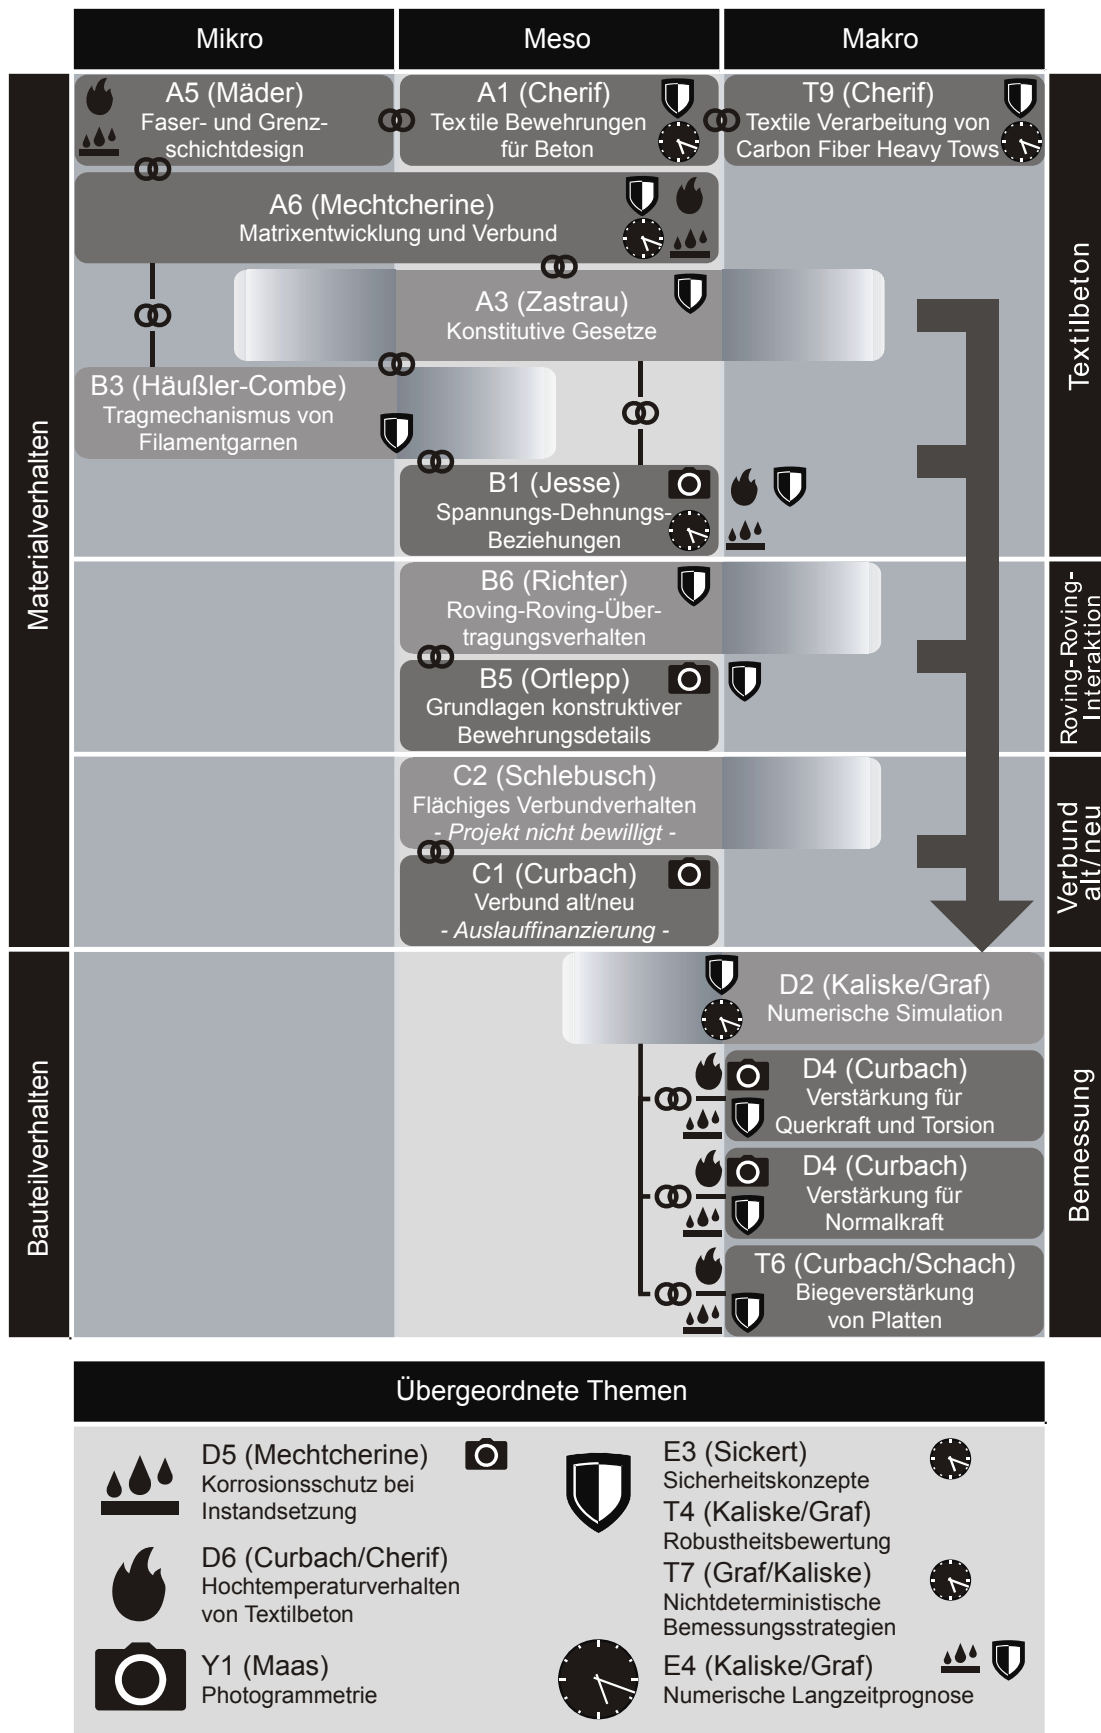 Mikro
Meso
Makro
Materialverhalten
Bauteilverhalten
Textilbeton
Roving-Roving-
Interaktion
Verbund
alt/neu
Bemessung
A5 (Mäder)
Faser- und Grenz-
schichtdesign
A1 (Cherif)
Textile Bewehrungen
für Beton
T9 (Cherif)
Textile Verarbeitung von
Carbon Fiber Heavy Tows
A6 (Mechtcherine)
Matrixentwicklung und Verbund
A3 (Zastrau)
Konstitutive Gesetze
B3 (Häußler-Combe)
Tragmechanismus von
Filamentgarnen
B1 (Jesse)
Spannungs-Dehnungs-
Beziehungen
B6 (Richter)
Roving-Roving-Über-
tragungsverhalten
B5 (Ortlepp)
Grundlagen konstruktiver
Bewehrungsdetails
C2 (Schlebusch)
Flächiges Verbundverhalten
- Projekt nicht bewilligt -
C1 (Curbach)
Verbund alt/neu
- Auslauffinanzierung -
D2 (Kaliske/Graf)
Numerische Simulation
D4 (Curbach)
Verstärkung für
Querkraft und Torsion
D4 (Curbach)
Verstärkung für
Normalkraft
T6 (Curbach/Schach)
Biegeverstärkung
von Platten
Übergeordnete Themen
D5 (Mechtcherine)
Korrosionsschutz bei
Instandsetzung
D6 (Curbach/Cherif)
Hochtemperaturverhalten
von Textilbeton
Y1 (Maas)
Photogrammetrie
E3 (Sickert)
Sicherheitskonzepte
T4 (Kaliske/Graf)
Robustheitsbewertung
T7 (Graf/Kaliske)
Nichtdeterministische
Bemessungsstrategien
E4 (Kaliske/Graf)
Numerische Langzeitprognose